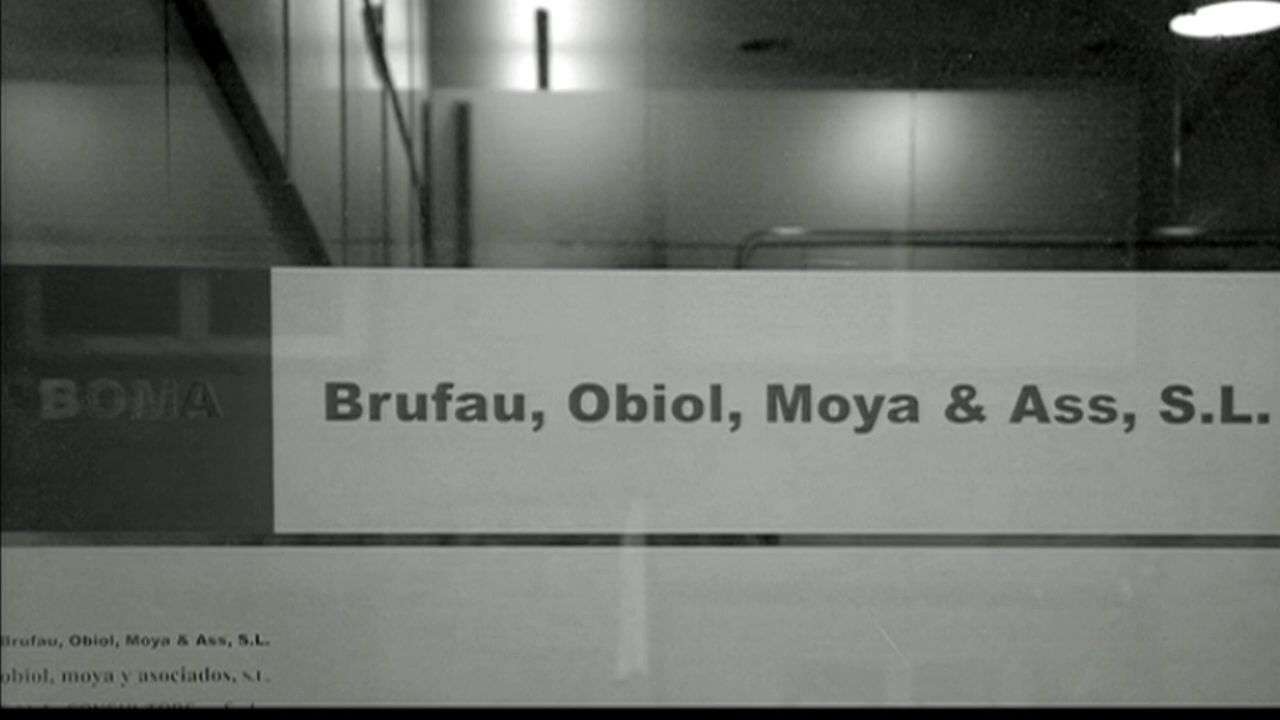 BOMA
Brufau, Obiol, Moya & Ass, S.L.
Brufau, Obiol, Moya & Ass, S.L.
obiol, moya y asociados, s.l.